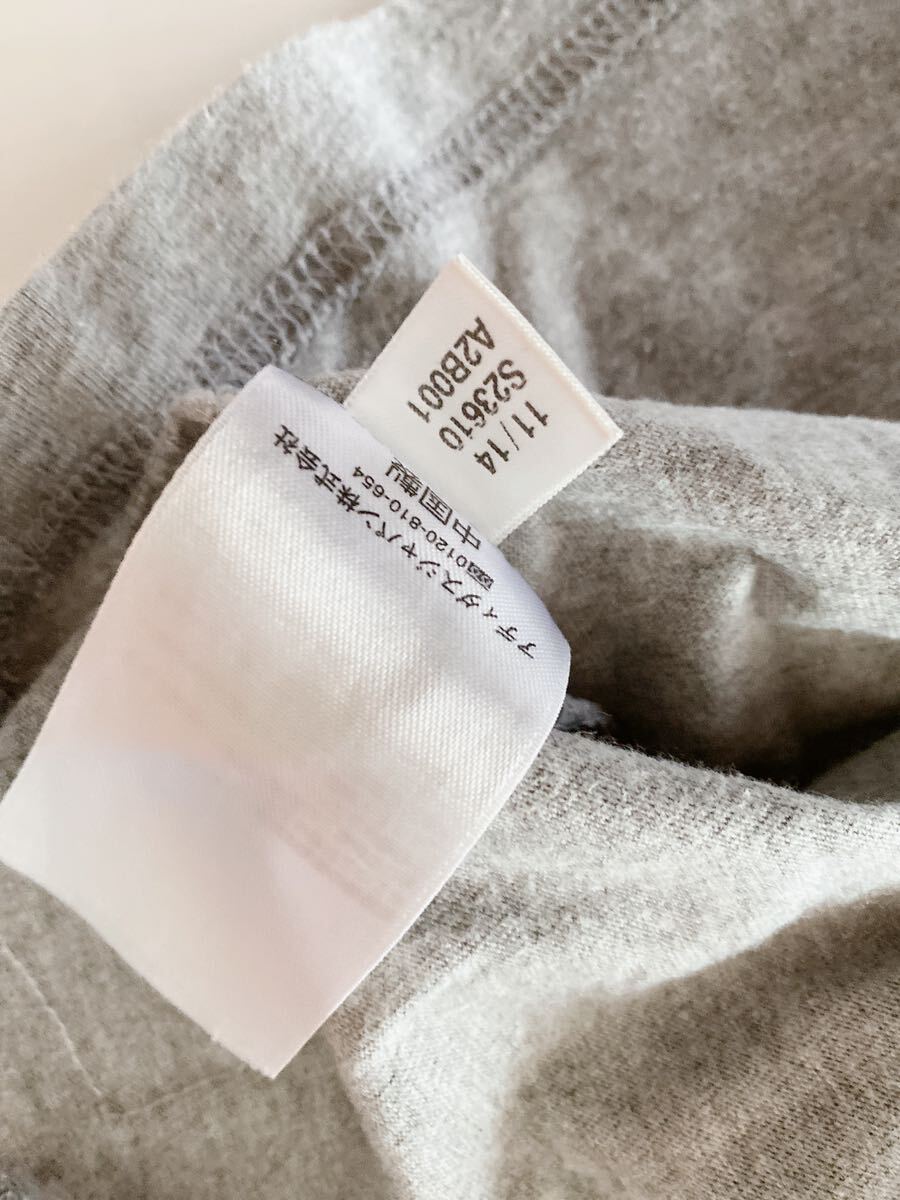 11/14
S23610
A2B001
アディダスジャパン株式会社
0120-810-654
中国製